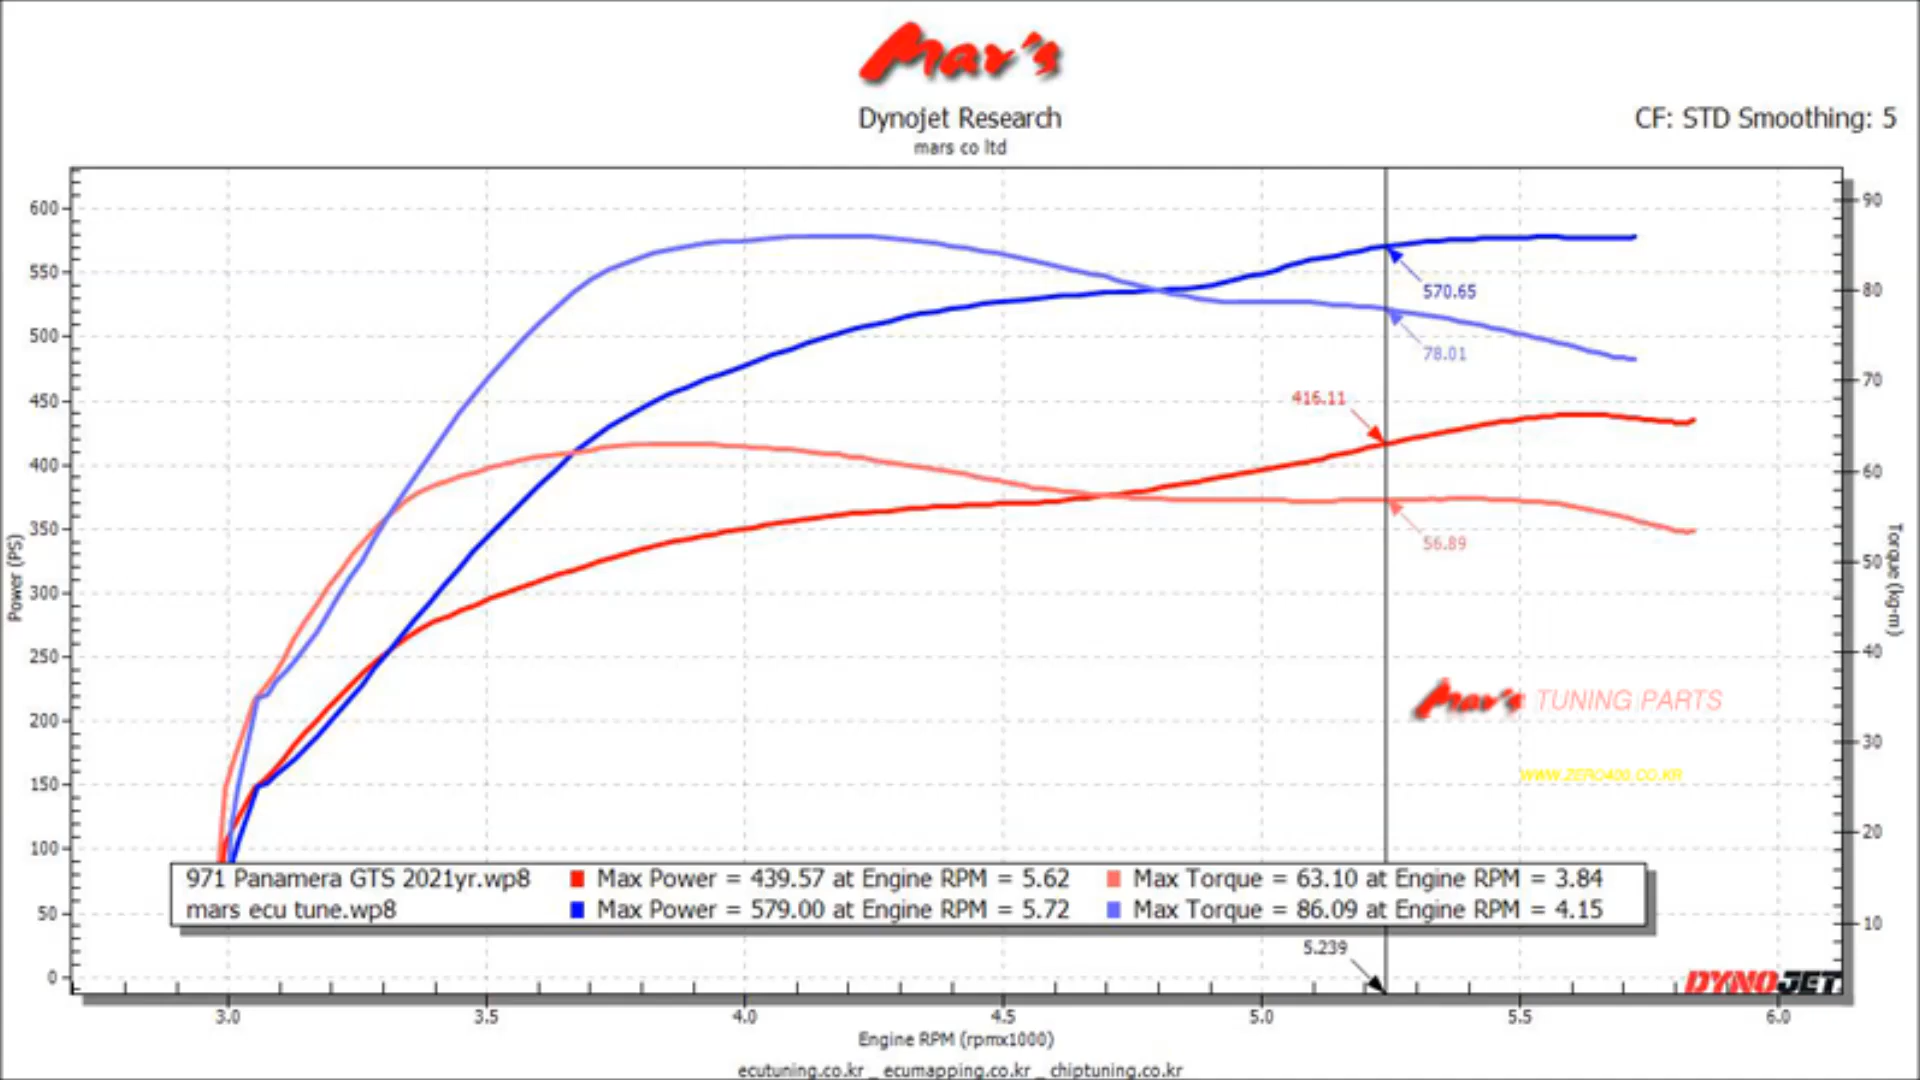 Mar's
Dynojet Research
mars co ltd
CF: STD Smoothing: 5
600
550
500
450
400
350
300
250
200
150
100
50
0
Power (PS)
90
80
70
60
50
40
30
20
10
Torque (kg-m)
570.65
78.01
416.11
56.89
Mar's TUNING PARTS
WWW.ZERO400.CO.KR
971 Panamera GTS 2021yr.wp8 Max Power = 439.57 at Engine RPM = 5.62 Max Torque = 63.10 at Engine RPM = 3.84
mars ecu tune.wp8 Max Power = 579.00 at Engine RPM = 5.72 Max Torque = 86.09 at Engine RPM = 4.15
5.239
DYNOJET
3.0 3.5 4.0 4.5 5.0 5.5 6.0
Engine RPM (rpmx1000)
ecutuning.co.kr _ ecumapping.co.kr _ chiptuning.co.kr